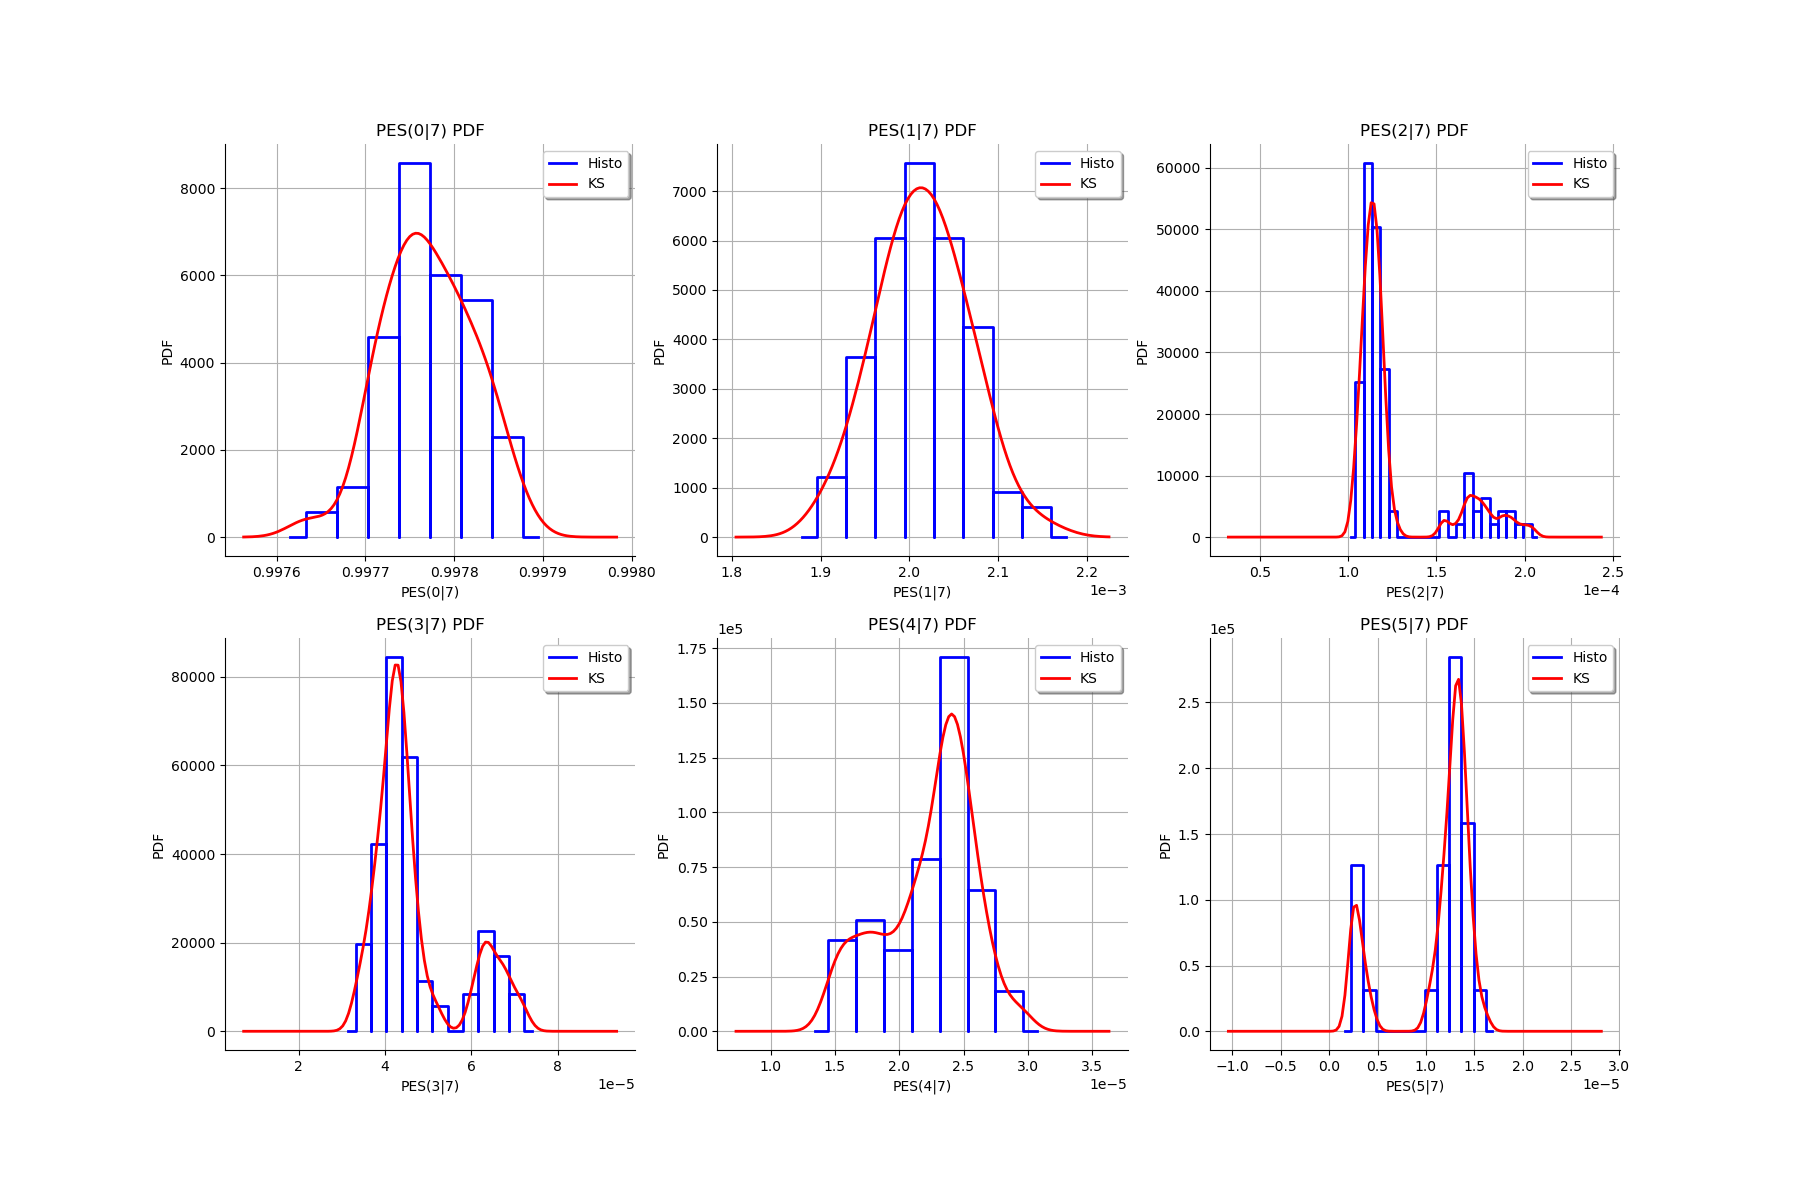 PES(0|7) PDF
Histo
KS
PDF
8000
6000
4000
2000
0
0.9976 0.9977 0.9978 0.9979 0.9980
PES(0|7)
PES(1|7) PDF
Histo
KS
PDF
7000
6000
5000
4000
3000
2000
1000
0
1.8 1.9 2.0 2.1 2.2
1e−3
PES(1|7)
PES(2|7) PDF
Histo
KS
PDF
60000
50000
40000
30000
20000
10000
0
0.5 1.0 1.5 2.0 2.5
1e−4
PES(2|7)
PES(3|7) PDF
Histo
KS
PDF
80000
60000
40000
20000
0
2 4 6 8
1e−5
PES(3|7)
1e5
PES(4|7) PDF
Histo
KS
PDF
1.75
1.50
1.25
1.00
0.75
0.50
0.25
0.00
1.0 1.5 2.0 2.5 3.0 3.5
1e−5
PES(4|7)
1e5
PES(5|7) PDF
Histo
KS
PDF
2.5
2.0
1.5
1.0
0.5
0.0
−1.0 −0.5 0.0 0.5 1.0 1.5 2.0 2.5 3.0
1e−5
PES(5|7)